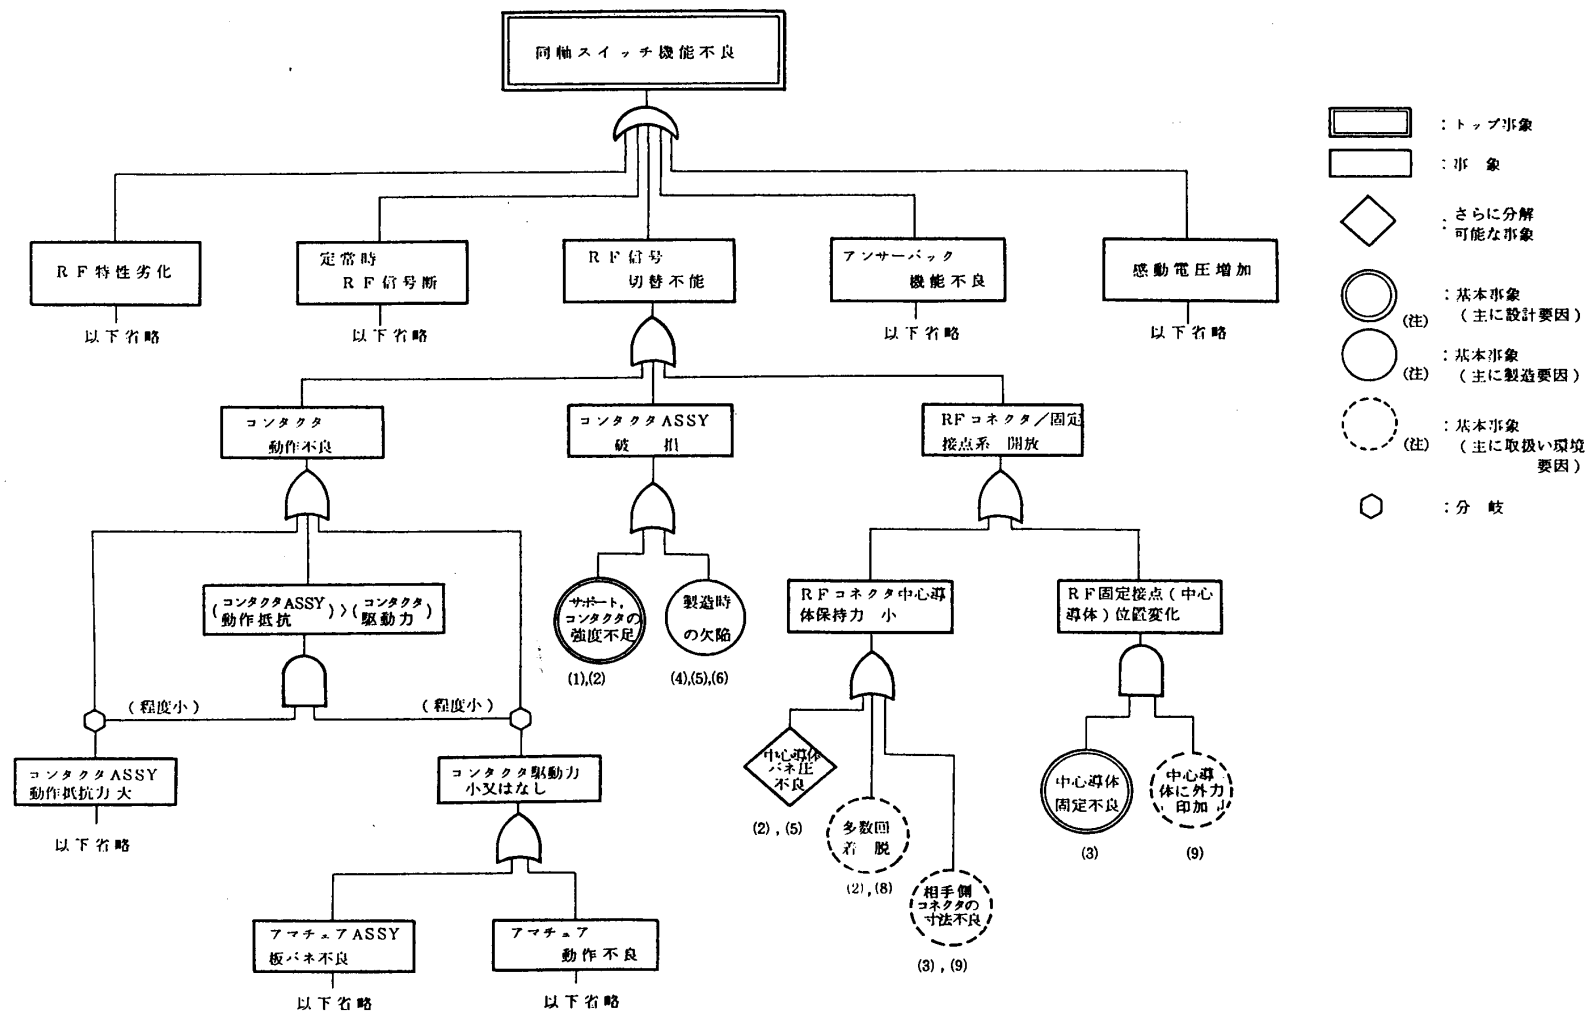 同軸スイッチ機能不良
RF特性劣化
以下省略
定常時
RF信号断
以下省略
RF信号
切替不能
アンサーバック
機能不良
以下省略
感動電圧増加
以下省略
コンタクタ
動作不良
コンタクタASSY
破 損
RFコネクタ/固定
接点系 開放
(コンタクタASSY動作抵抗)>(コンタクタ駆動力)
サポート,
コンタクタの
強度不足
(1),(2)
製造時
の欠陥
(4),(5),(6)
RFコネクタ中心導
体保持力 小
RF固定接点(中心
導体)位置変化
(程度小)
(程度小)
コンタクタASSY
動作抵抗力大
以下省略
コンタクタ駆動力
小又はなし
中心導体
バネ圧
不良
(2),(5)
多数回
着 脱
(2),(8)
相手側
コネクタの
寸法不良
(3),(9)
中心導体
固定不良
(3)
中心導
体に外力
印加
(9)
アマチュアASSY
板バネ不良
以下省略
アマチュア
動作不良
以下省略
:トップ事象
:事 象
:さらに分解
可能な事象
(注)
:基本事象
(主に設計要因)
(注)
:基本事象
(主に製造要因)
(注)
:基本事象
(主に取扱い環境
要因)
:分 岐